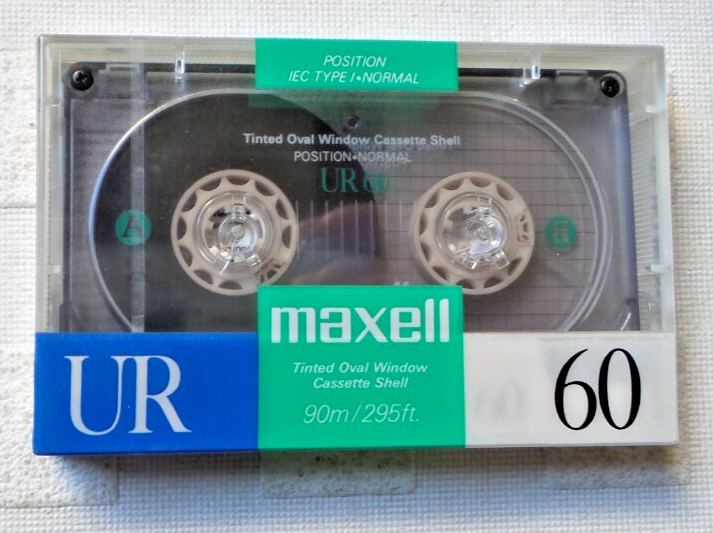 POSITION
IEC TYPE I•NORMAL
Tinted Oval Window Cassette Shell
POSITION•NORMAL
UR 60
A
B
maxell
Tinted Oval Window
Cassette Shell
90m/295ft.
UR
60